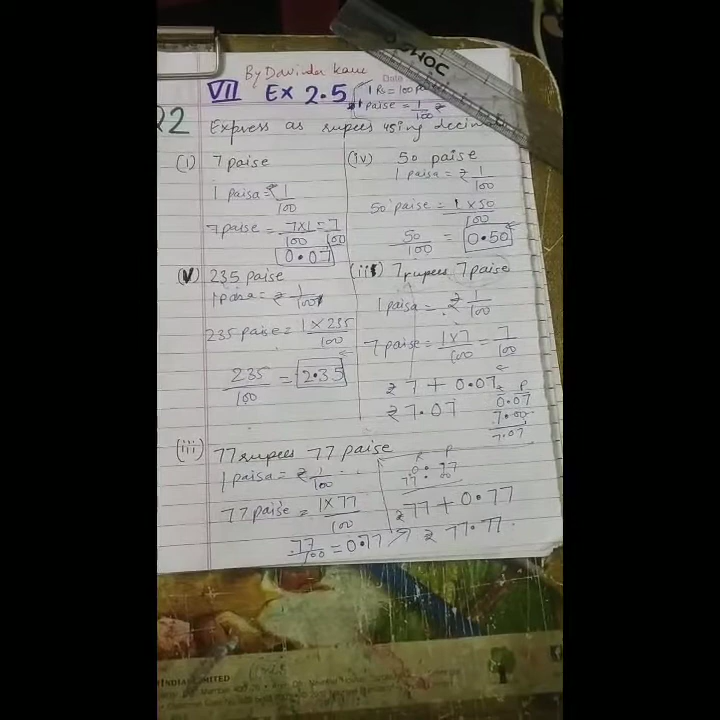 By Davinder kaur
VII Ex 2.5
Date
1 Rs = 100 paise
1 paise = 1/100 ₹
Q2 Express as rupees using decimals
(i) 7 paise
1 paisa = ₹ 1/100
7 paise = 7x1/100 = 7/100
0.07
(iv) 50 paise
1 paisa = ₹ 1/100
50 paise = 1 x 50/100
50/100 = 0.50
(v) 235 paise
1 paisa = ₹ 1/100
235 paise = 1 x 235/100
235/100 = 2.35
(ii) 7 rupees 7 paise
1 paisa = ₹ 1/100
7 paise = 1x7/100 = 7/100
₹ 7 + 0.07
₹ 7.07
₹ P
0.07
7.00
7.07
(iii) 77 rupees 77 paise
1 paisa = ₹ 1/100
77 paise = 1x77/100
77/100 = 0.77
R P
0.77
77.00
₹ 77 + 0.77
₹ 77.77
INDIA LIMITED